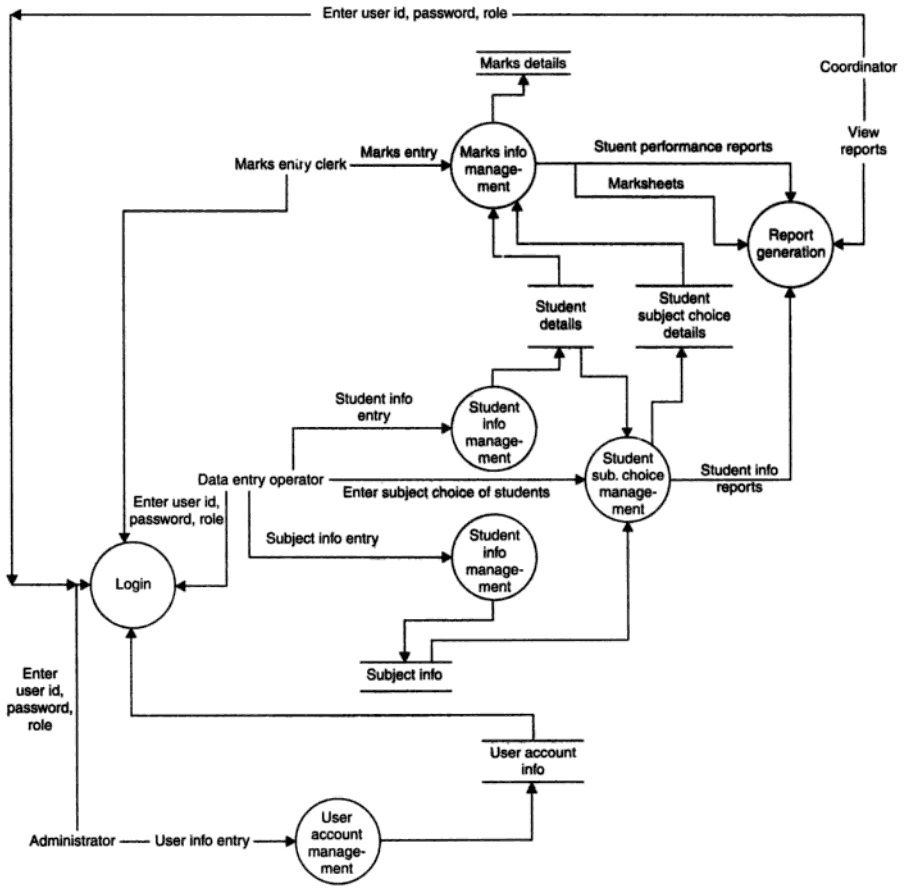 Enter user id, password, role
Marks details
Coordinator
Marks entry clerk
Marks entry
Marks info
manage-
ment
Stuent performance reports
Marksheets
View
reports
Report
generation
Student
details
Student
subject choice
details
Student info
entry
Student
info
manage-
ment
Data entry operator
Enter subject choice of students
Student
sub. choice
manage-
ment
Student info
reports
Enter user id,
password, role
Subject info entry
Student
info
manage-
ment
Login
Enter
user id,
password,
role
Subject info
User account
info
Administrator
User info entry
User
account
manage-
ment